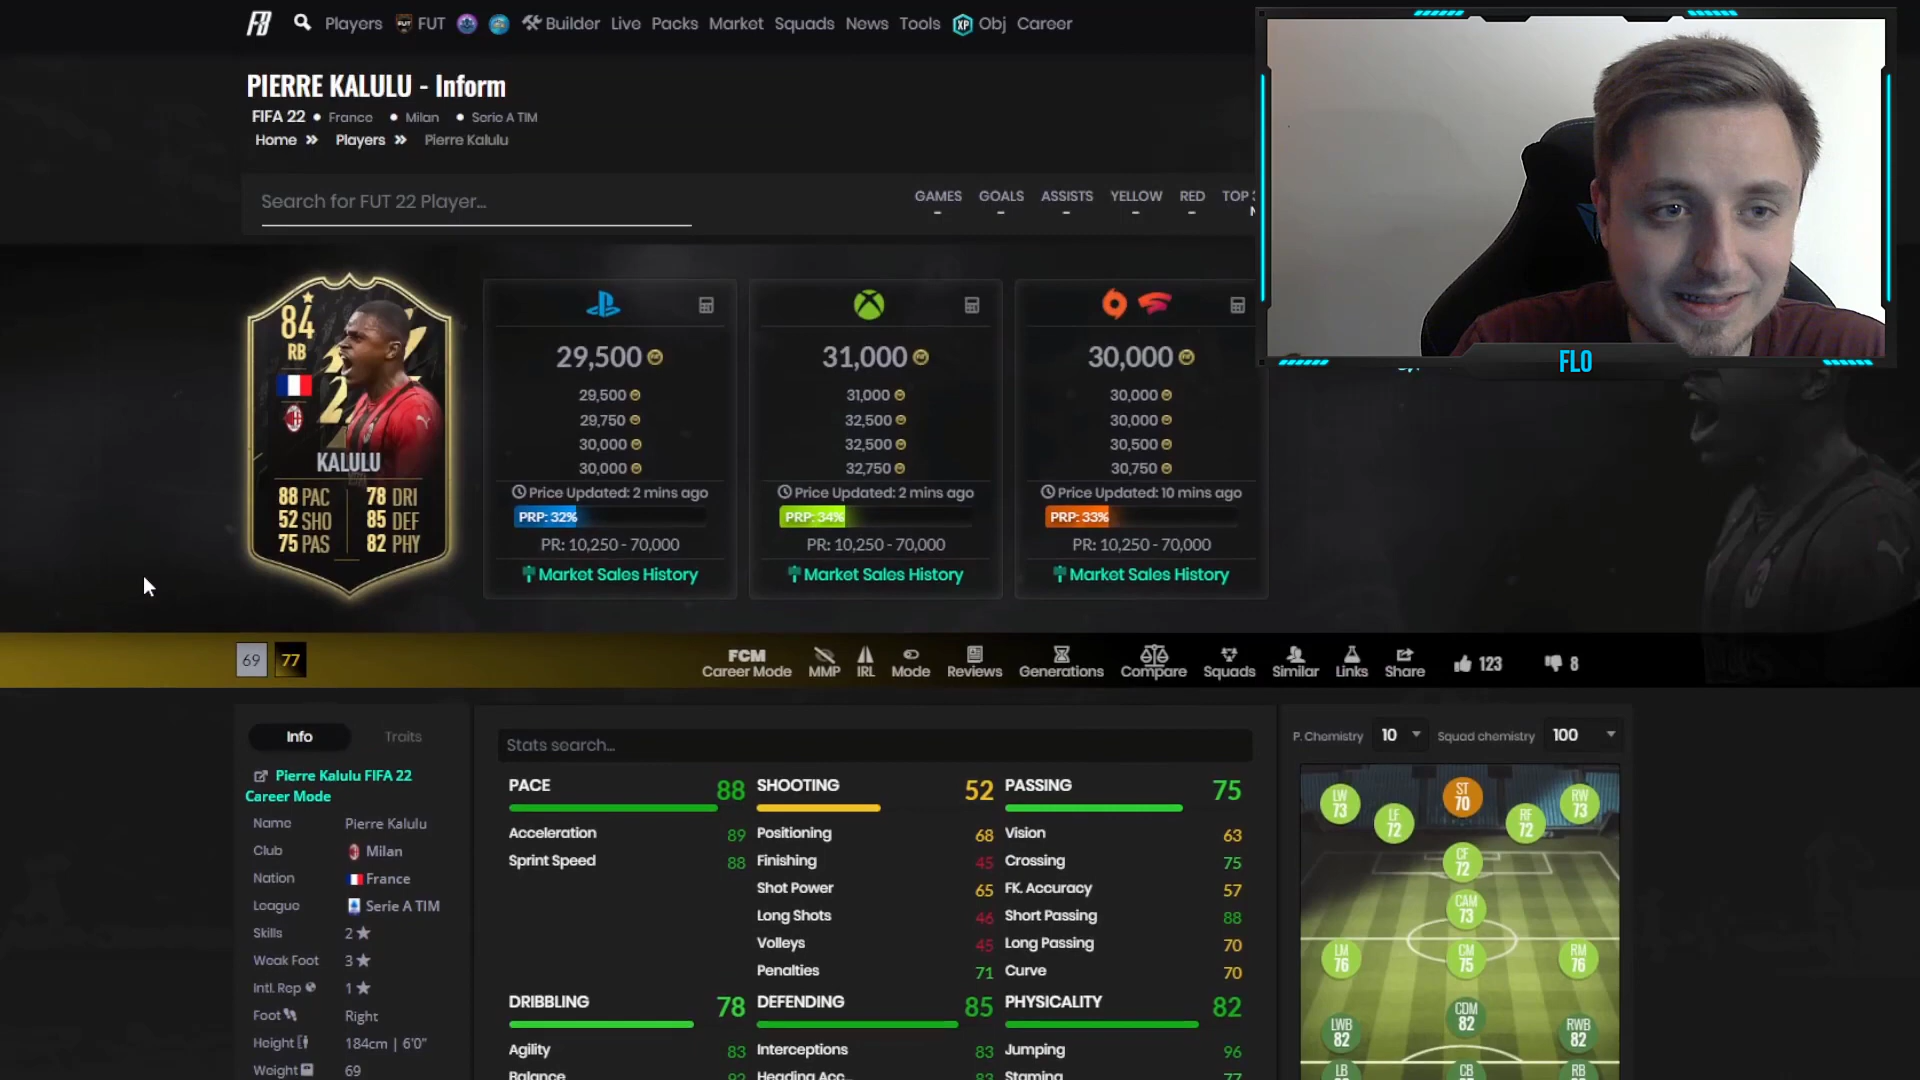 Players FUT Builder Live Packs Market Squads News Tools XP Obj Career
PIERRE KALULU - Inform
FIFA 22 • France • Milan • Serie A TIM
Home » Players » Pierre Kalulu
Search for FUT 22 Player...
GAMES GOALS ASSISTS YELLOW RED TOP
- - - - -
FLO
84
RB
KALULU
88 PAC 78 DRI
52 SHO 85 DEF
75 PAS 82 PHY
29,500
29,500
29,750
30,000
30,000
Price Updated: 2 mins ago
PRP: 32%
PR: 10,250 - 70,000
Market Sales History
31,000
31,000
32,500
32,500
32,750
Price Updated: 2 mins ago
PRP: 34%
PR: 10,250 - 70,000
Market Sales History
30,000
30,000
30,000
30,500
30,750
Price Updated: 10 mins ago
PRP: 33%
PR: 10,250 - 70,000
Market Sales History
69 77
FCM
Career Mode MMP IRL Mode Reviews Generations Compare Squads Similar Links Share 123 8
Info Traits
Pierre Kalulu FIFA 22
Career Mode
Name Pierre Kalulu
Club Milan
Nation France
League Serie A TIM
Skills 2
Weak Foot 3
Intl. Rep 1
Foot Right
Height 184cm | 6'0"
Weight 69
Stats search...
PACE 88
Acceleration 89
Sprint Speed 88
SHOOTING 52
Positioning 68
Finishing 45
Shot Power 65
Long Shots 46
Volleys 45
Penalties 71
PASSING 75
Vision 63
Crossing 75
FK. Accuracy 57
Short Passing 88
Long Passing 70
Curve 70
DRIBBLING 78
Agility 83
Balance
DEFENDING 85
Interceptions 83
Heading Acc..
PHYSICALITY 82
Jumping 96
Stamina 77
P. Chemistry 10 Squad chemistry 100
LW
73
ST
70
RW
73
LF
72
RF
72
CF
72
CAM
73
LM
76
CM
75
RM
76
CDM
82
LWB
82
RWB
82
LB
CB
RB